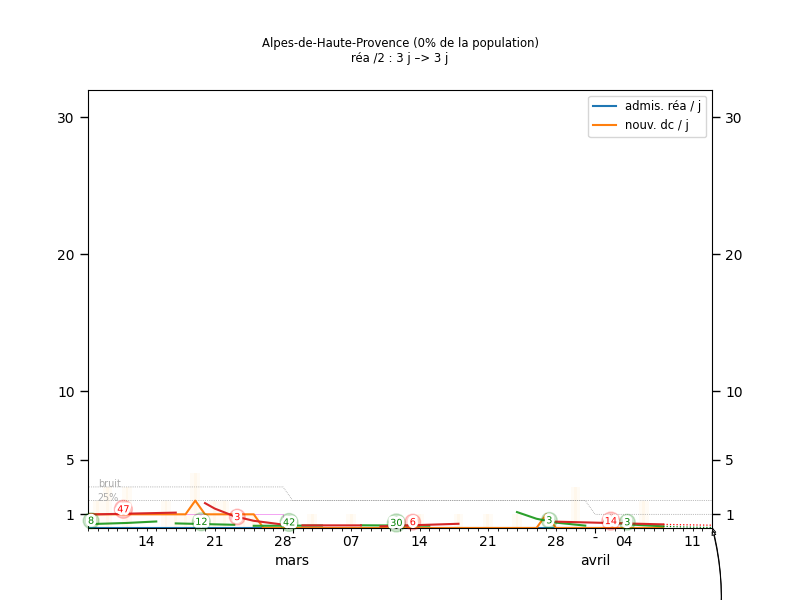 Alpes-de-Haute-Provence (0% de la population)
réa /2 : 3 j –> 3 j
admis. réa / j
nouv. dc / j
30 30
20 20
10 10
5 5
bruit
25%
1 1
8 47 12 3 42 30 6 3 14 3
14 21 28 07 14 21 28 04 11
mars avril